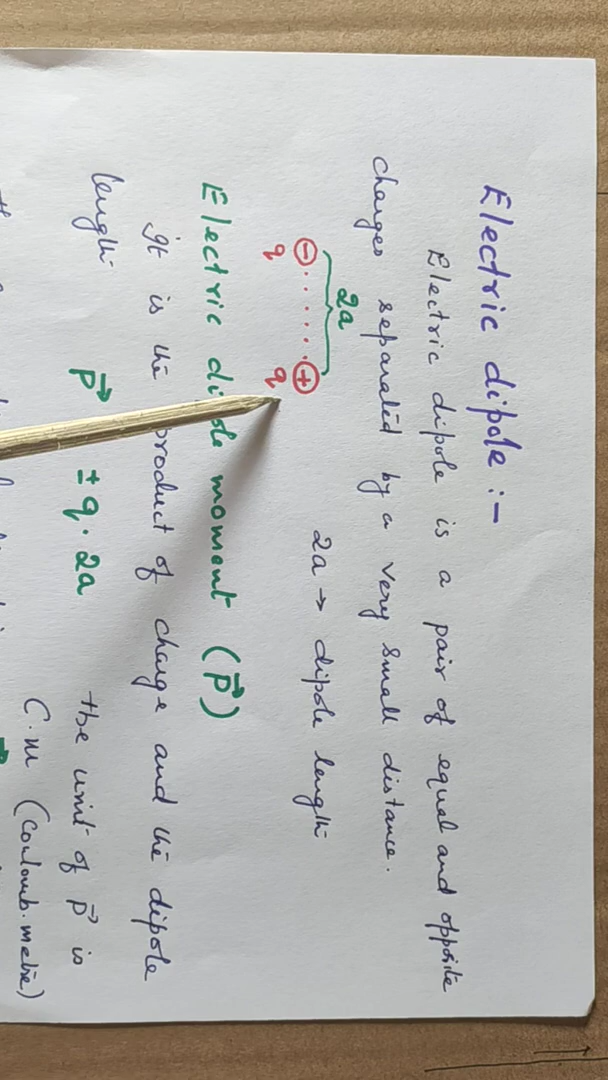 Electric dipole :-
Electric dipole is a pair of equal and opposite
charges separated by a very small distance.
2a
- +
q q
2a → dipole length
Electric dipole moment (p⃗)
It is the product of charge and the dipole
length
p⃗ = q · 2a the unit of p⃗ is
C.m (coulomb.metre)